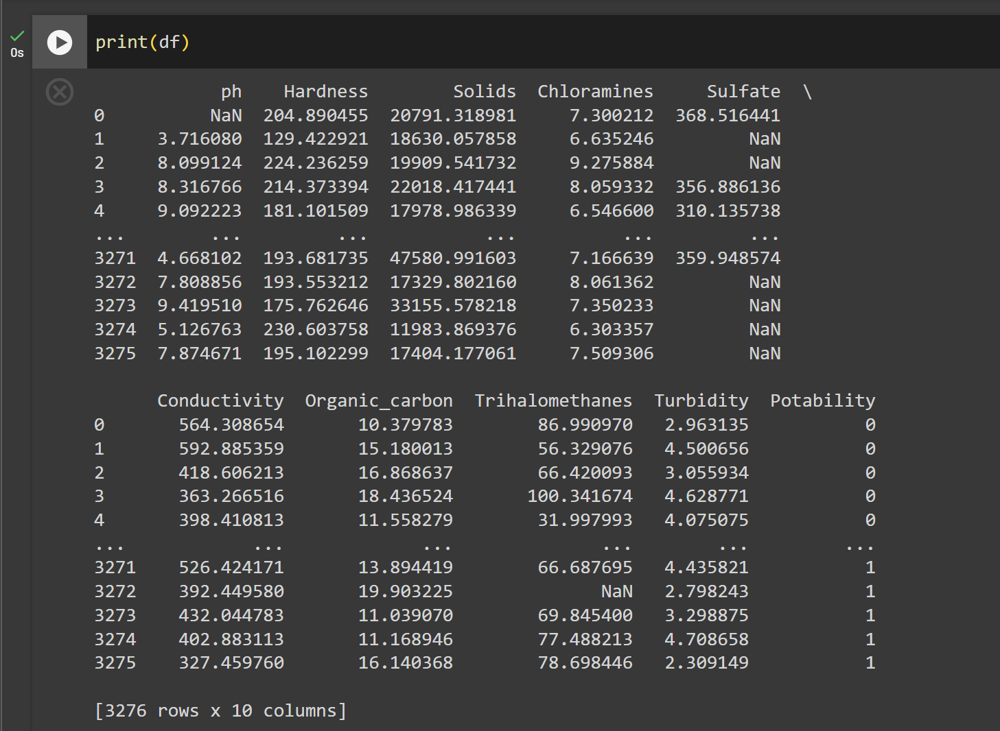 print(df)
0s
ph Hardness Solids Chloramines Sulfate \
0 NaN 204.890455 20791.318981 7.300212 368.516441
1 3.716080 129.422921 18630.057858 6.635246 NaN
2 8.099124 224.236259 19909.541732 9.275884 NaN
3 8.316766 214.373394 22018.417441 8.059332 356.886136
4 9.092223 181.101509 17978.986339 6.546600 310.135738
... ... ... ... ... ...
3271 4.668102 193.681735 47580.991603 7.166639 359.948574
3272 7.808856 193.553212 17329.802160 8.061362 NaN
3273 9.419510 175.762646 33155.578218 7.350233 NaN
3274 5.126763 230.603758 11983.869376 6.303357 NaN
3275 7.874671 195.102299 17404.177061 7.509306 NaN
Conductivity Organic_carbon Trihalomethanes Turbidity Potability
0 564.308654 10.379783 86.990970 2.963135 0
1 592.885359 15.180013 56.329076 4.500656 0
2 418.606213 16.868637 66.420093 3.055934 0
3 363.266516 18.436524 100.341674 4.628771 0
4 398.410813 11.558279 31.997993 4.075075 0
... ... ... ... ... ...
3271 526.424171 13.894419 66.687695 4.435821 1
3272 392.449580 19.903225 NaN 2.798243 1
3273 432.044783 11.039070 69.845400 3.298875 1
3274 402.883113 11.168946 77.488213 4.708658 1
3275 327.459760 16.140368 78.698446 2.309149 1
[3276 rows x 10 columns]